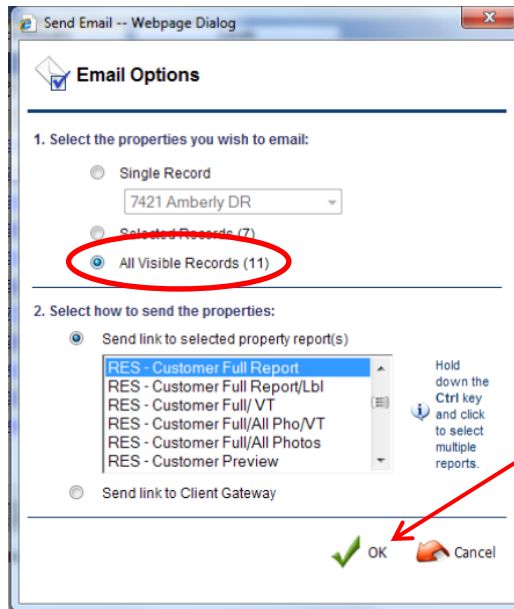 Send Email -- Webpage Dialog
X
Email Options
1. Select the properties you wish to email:
Single Record
7421 Amberly DR
Selected Records (7)
All Visible Records (11)
2. Select how to send the properties:
Send link to selected property report(s)
RES - Customer Full Report
RES - Customer Full Report/Lbl
RES - Customer Full/ VT
RES - Customer Full/All Pho/VT
RES - Customer Full/All Photos
RES - Customer Preview
Hold
down the
Ctrl key
and click
to select
multiple
reports.
Send link to Client Gateway
OK
Cancel